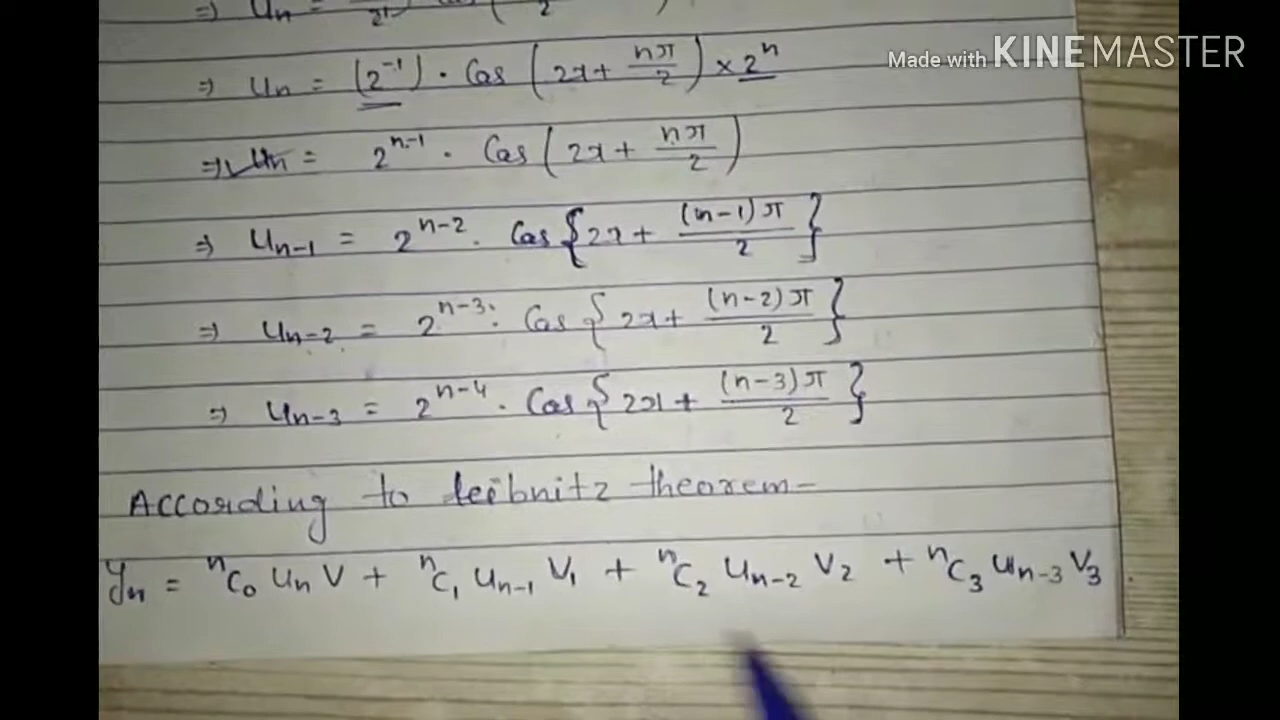 ⇒ Un =
Made with KINEMASTER
⇒ Un = (2⁻¹) · Cos (2x + nπ/2) × 2ⁿ
⇒ Un = 2ⁿ⁻¹ · Cos (2x + nπ/2)
⇒ Un-1 = 2ⁿ⁻² · Cos {2x + (n-1)π/2}
⇒ Un-2 = 2ⁿ⁻³ · Cos {2x + (n-2)π/2}
⇒ Un-3 = 2ⁿ⁻⁴ · Cos {2x + (n-3)π/2}
According to leibnitz theorem-
Yn = ⁿC₀ Un V + ⁿC₁ Un-1 V₁ + ⁿC₂ Un-2 V₂ + ⁿC₃ Un-3 V₃